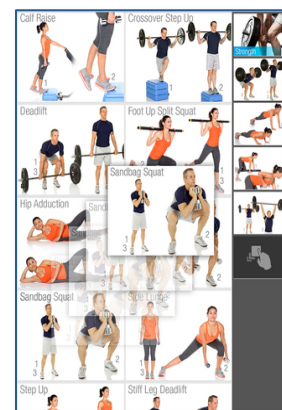 Calf Raise
Crossover Step Up
Strength
Deadlift
Foot Up Split Squat
Sandbag Squat
Hip Adduction
Sandbag Squat
Side Lunge
Step Up
Stiff Leg Deadlift